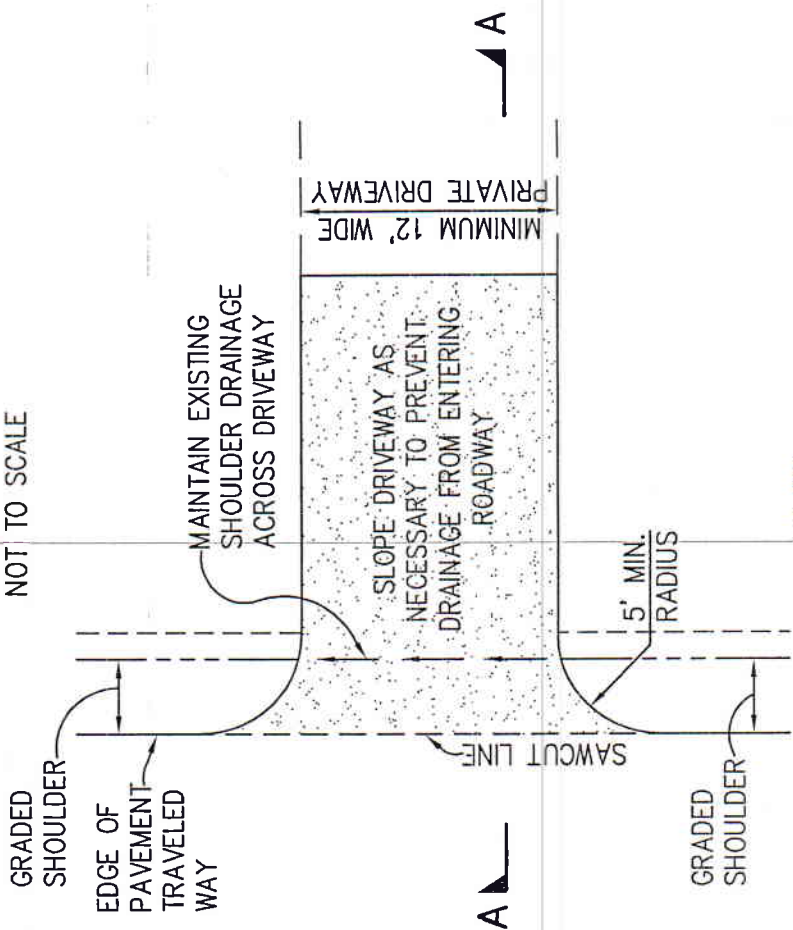 NOT TO SCALE
GRADED
SHOULDER
EDGE OF
PAVEMENT
TRAVELED
WAY
MAINTAIN EXISTING
SHOULDER DRAINAGE
ACROSS DRIVEWAY
MINIMUM 12' WIDE
PRIVATE DRIVEWAY
SLOPE DRIVEWAY AS
NECESSARY TO PREVENT
DRAINAGE FROM ENTERING
ROADWAY
5' MIN.
RADIUS
SAWCUT LINE
GRADED
SHOULDER
A
A